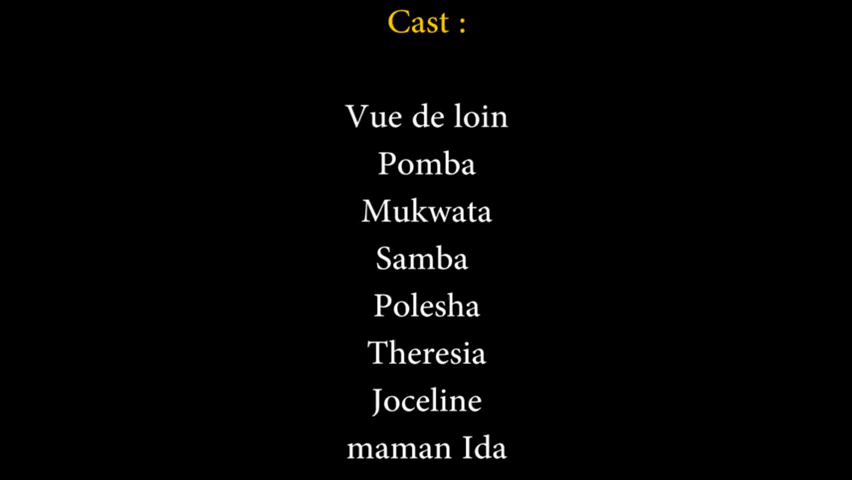 Cast :
Vue de loin
Pomba
Mukwata
Samba
Polesha
Theresia
Joceline
maman Ida